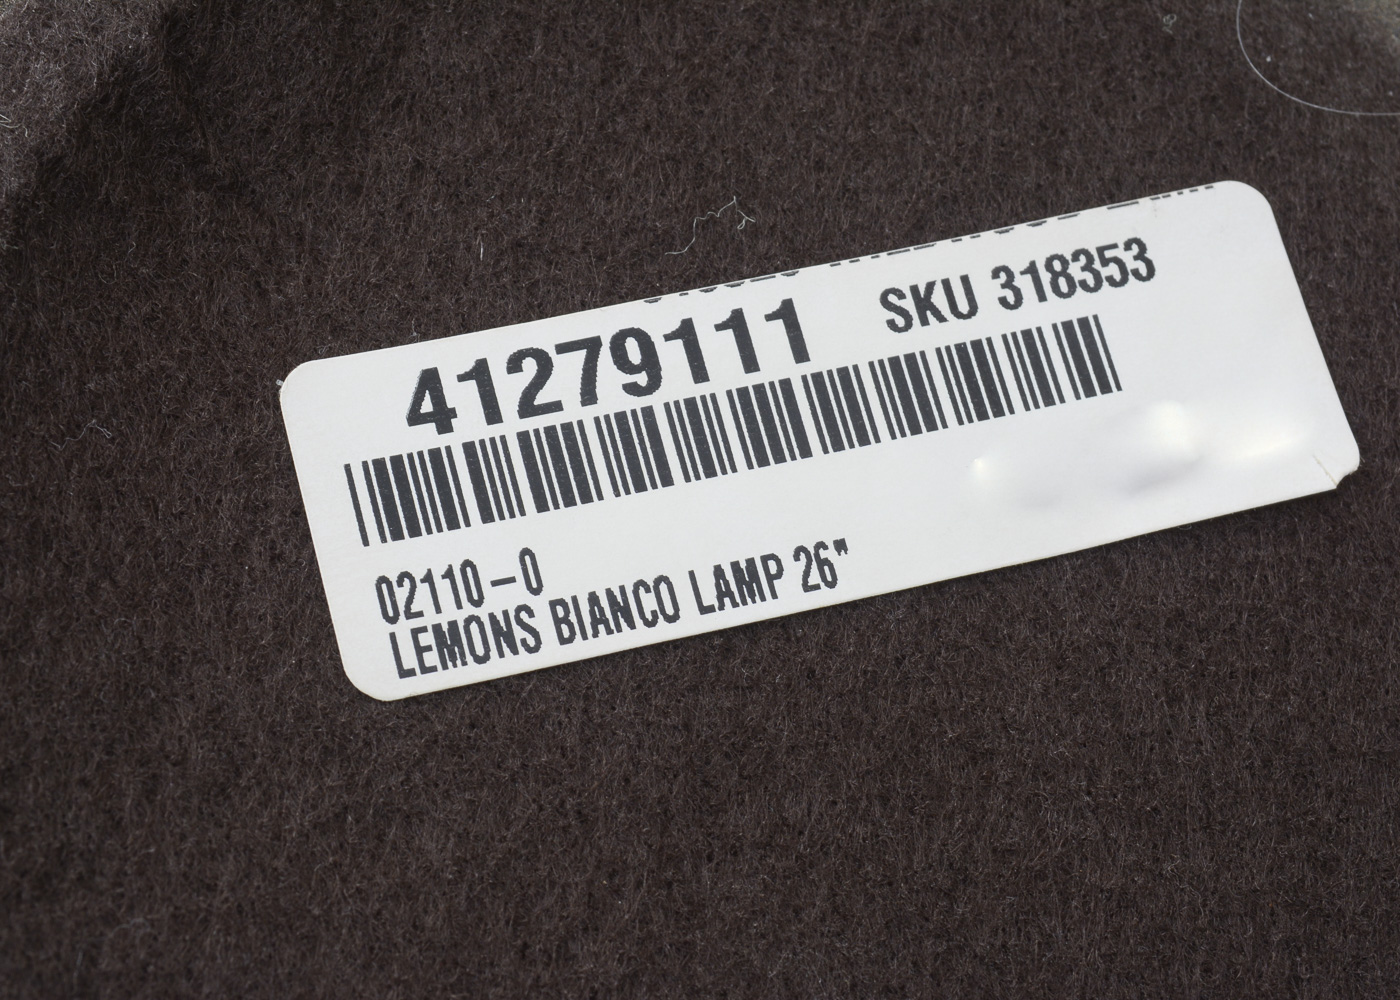 41279111 SKU 318353
02110-0
LEMONS BIANCO LAMP 26"